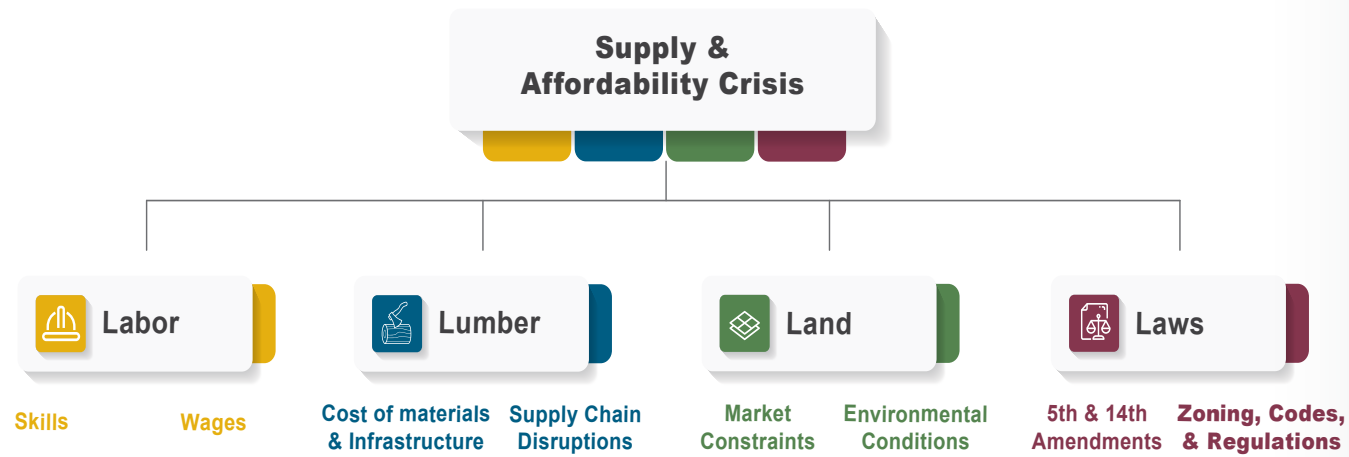 Supply &
Affordability Crisis
Labor
Lumber
Land
Laws
Skills
Wages
Cost of materials
& Infrastructure
Supply Chain
Disruptions
Market
Constraints
Environmental
Conditions
5th & 14th
Amendments
Zoning, Codes,
& Regulations